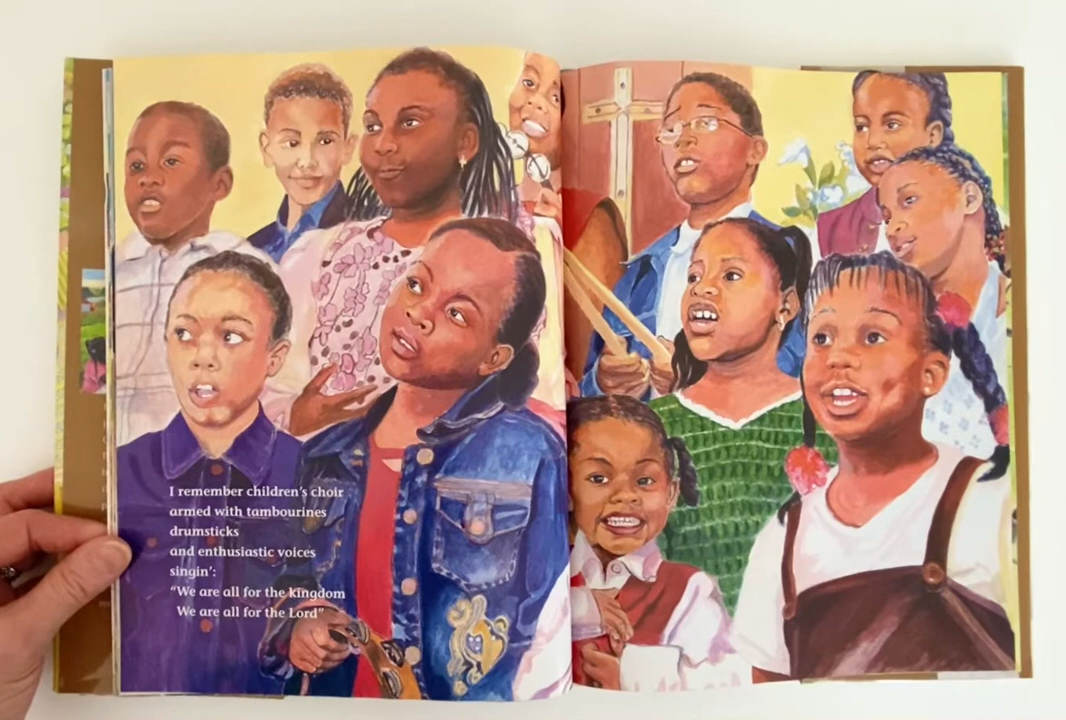 I remember children's choir
armed with tambourines
drumsticks
and enthusiastic voices
singin':
“We are all for the kingdom
We are all for the Lord”